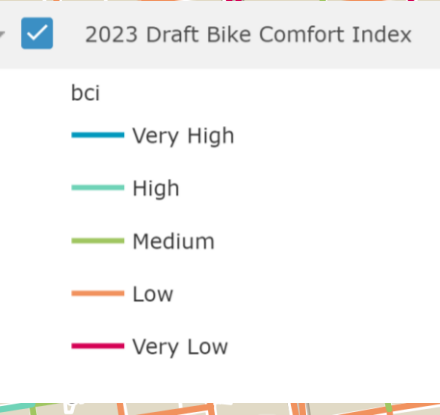 2023 Draft Bike Comfort Index
bci
Very High
High
Medium
Low
Very Low